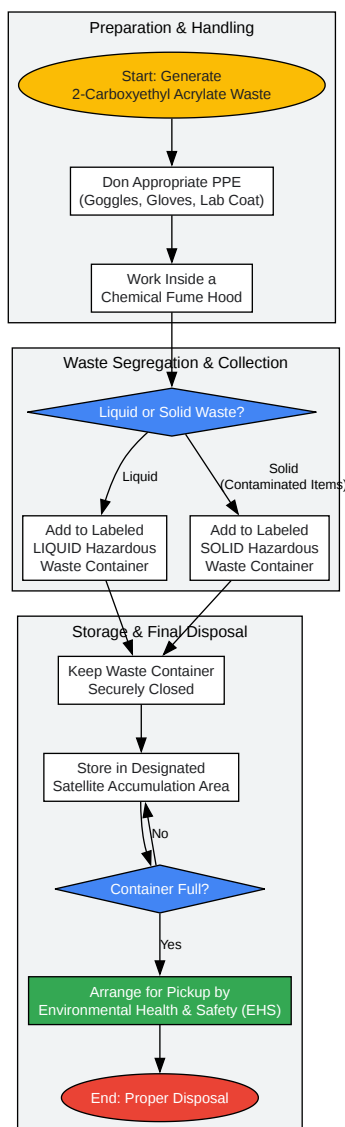 Preparation & Handling
Start: Generate
2-Carboxyethyl Acrylate Waste
Don Appropriate PPE
(Goggles, Gloves, Lab Coat)
Work Inside a
Chemical Fume Hood
Waste Segregation & Collection
Liquid or Solid Waste?
Liquid
Solid
(Contaminated Items)
Add to Labeled
LIQUID Hazardous
Waste Container
Add to Labeled
SOLID Hazardous
Waste Container
Storage & Final Disposal
Keep Waste Container
Securely Closed
Store in Designated
Satellite Accumulation Area
No
Container Full?
Yes
Arrange for Pickup by
Environmental Health & Safety (EHS)
End: Proper Disposal